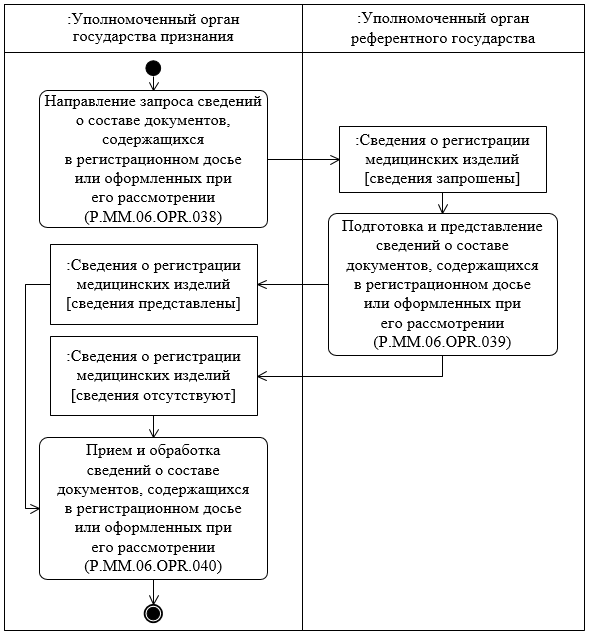 :Уполномоченный орган
государства признания
:Уполномоченный орган
референтного государства
Направление запроса сведений
о составе документов,
содержащихся
в регистрационном досье
или оформленных при
его рассмотрении
(P.MM.06.OPR.038)
:Сведения о регистрации
медицинских изделий
[сведения запрошены]
Подготовка и представление
сведений о составе
документов, содержащихся
в регистрационном досье
или оформленных при
его рассмотрении
(P.MM.06.OPR.039)
:Сведения о регистрации
медицинских изделий
[сведения представлены]
:Сведения о регистрации
медицинских изделий
[сведения отсутствуют]
Прием и обработка
сведений о составе
документов, содержащихся
в регистрационном досье
или оформленных при
его рассмотрении
(P.MM.06.OPR.040)